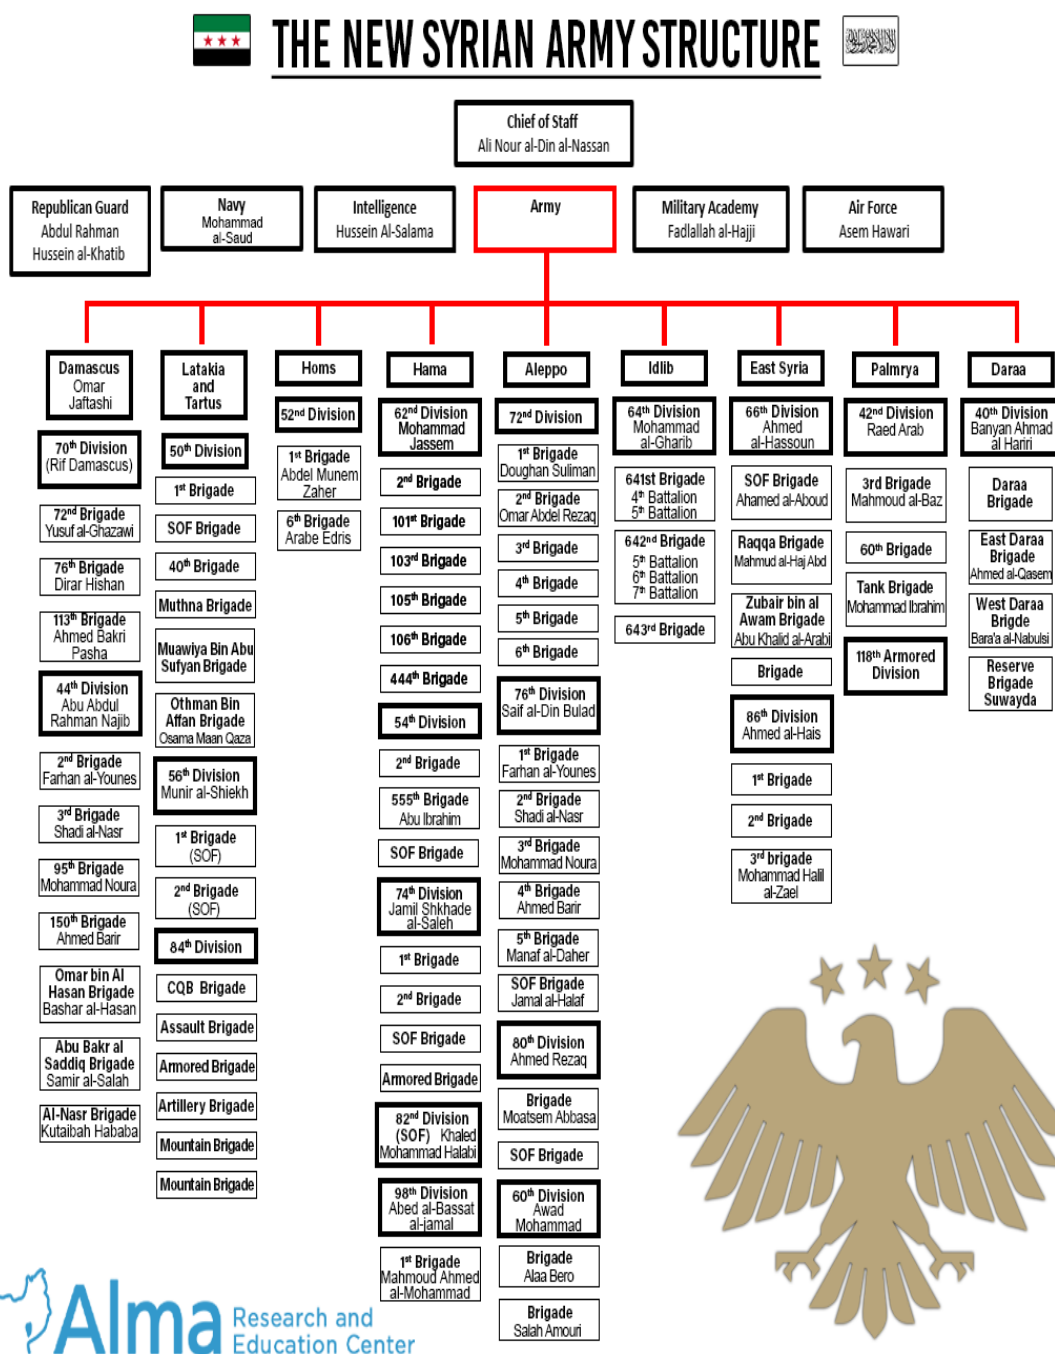 THE NEW SYRIAN ARMY STRUCTURE
Chief of Staff
Ali Nour al-Din al-Nassan
Republican Guard
Abdul Rahman
Hussein al-Khatib
Navy
Mohammad
al-Saud
Intelligence
Hussein Al-Salama
Army
Military Academy
Fadlallah al-Hajji
Air Force
Asem Hawari
Damascus
Omar
Jaftashi
70th Division
(Rif Damascus)
72nd Brigade
Yusuf al-Ghazawi
76th Brigade
Dirar Hishan
113th Brigade
Ahmed Bakri
Pasha
44th Division
Abu Abdul
Rahman Najib
2nd Brigade
Farhan al-Younes
3rd Brigade
Shadi al-Nasr
95th Brigade
Mohammad Noura
150th Brigade
Ahmed Barir
Omar bin Al
Hasan Brigade
Bashar al-Hasan
Abu Bakr al
Saddiq Brigade
Samir al-Salah
Al-Nasr Brigade
Kutaibah Hababa
Latakia
and
Tartus
50th Division
1st Brigade
SOF Brigade
40th Brigade
Muthna Brigade
Muawiya Bin Abu
Sufyan Brigade
Othman Bin
Affan Brigade
Osama Maan Qaza
56th Division
Munir al-Shiekh
1st Brigade
(SOF)
2nd Brigade
(SOF)
84th Division
CQB Brigade
Assault Brigade
Armored Brigade
Artillery Brigade
Mountain Brigade
Mountain Brigade
Homs
52nd Division
1st Brigade
Abdel Munem
Zaher
6th Brigade
Arabe Edris
Hama
62nd Division
Mohammad
Jassem
2nd Brigade
101st Brigade
103rd Brigade
105th Brigade
106th Brigade
444th Brigade
54th Division
2nd Brigade
555th Brigade
Abu Ibrahim
SOF Brigade
74th Division
Jamil Shkhade
al-Saleh
1st Brigade
2nd Brigade
SOF Brigade
Armored Brigade
82nd Division
(SOF) Khaled
Mohammad Halabi
98th Division
Abed al-Bassat
al-jamal
1st Brigade
Mahmoud Ahmed
al-Mohammad
Aleppo
72nd Division
1st Brigade
Doughan Suliman
2nd Brigade
Omar Abdel Rezaq
3rd Brigade
4th Brigade
5th Brigade
6th Brigade
76th Division
Saif al-Din Bulad
1st Brigade
Farhan al-Younes
2nd Brigade
Shadi al-Nasr
3rd Brigade
Mohammad Noura
4th Brigade
Ahmed Barir
5th Brigade
Manaf al-Daher
SOF Brigade
Jamal al-Halaf
80th Division
Ahmed Rezaq
Brigade
Moatsem Abbasa
SOF Brigade
60th Division
Awad
Mohammad
Brigade
Alaa Bero
Brigade
Salah Amouri
Idlib
64th Division
Mohammad
al-Gharib
641st Brigade
4th Battalion
5th Battalion
642nd Brigade
5th Battalion
6th Battalion
7th Battalion
643rd Brigade
East Syria
66th Division
Ahmed
al-Hassoun
SOF Brigade
Ahamed al-Aboud
Raqqa Brigade
Mahmud al-Haj Abd
Zubair bin al
Awam Brigade
Abu Khalid al-Arabi
Brigade
86th Division
Ahmed al-Hais
1st Brigade
2nd Brigade
3rd brigade
Mohammad Halil
al-Zael
Palmrya
42nd Division
Raed Arab
3rd Brigade
Mahmoud al-Baz
60th Brigade
Tank Brigade
Mohammed Ibrahim
118th Armored
Division
Daraa
40th Division
Banyan Ahmad
al Hariri
Daraa
Brigade
East Daraa
Brigade
Ahmed al-Qasem
West Daraa
Brigde
Bara'a al-Nabulsi
Reserve
Brigade
Suwayda
Alma
Research and
Education Center